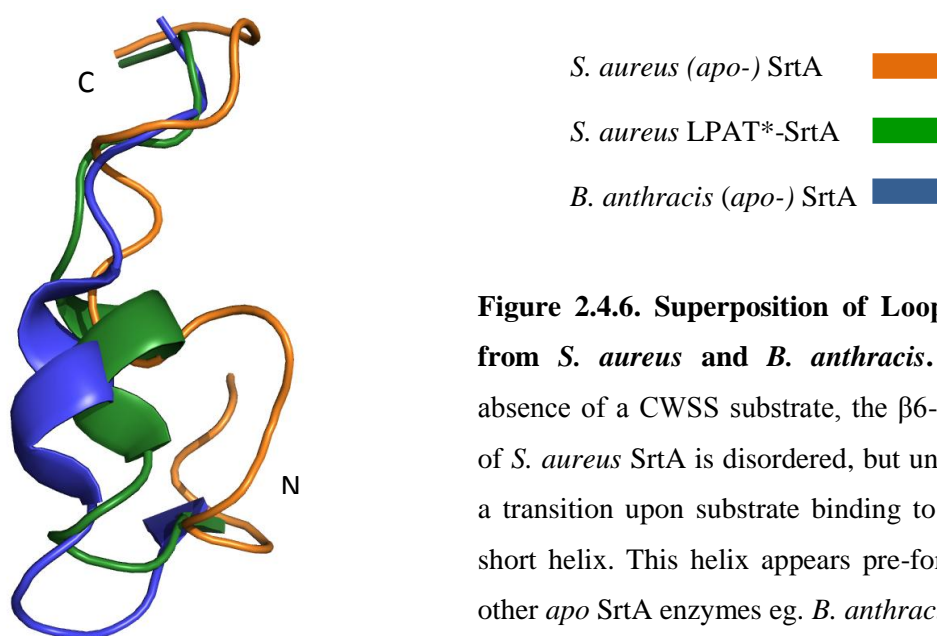 C
N
S. aureus (apo-) SrtA
S. aureus LPAT*-SrtA
B. anthracis (apo-) SrtA
Figure 2.4.6. Superposition of Loop
from S. aureus and B. anthracis.
absence of a CWSS substrate, the β6-
of S. aureus SrtA is disordered, but un
a transition upon substrate binding to
short helix. This helix appears pre-for
other apo SrtA enzymes eg. B. anthrac